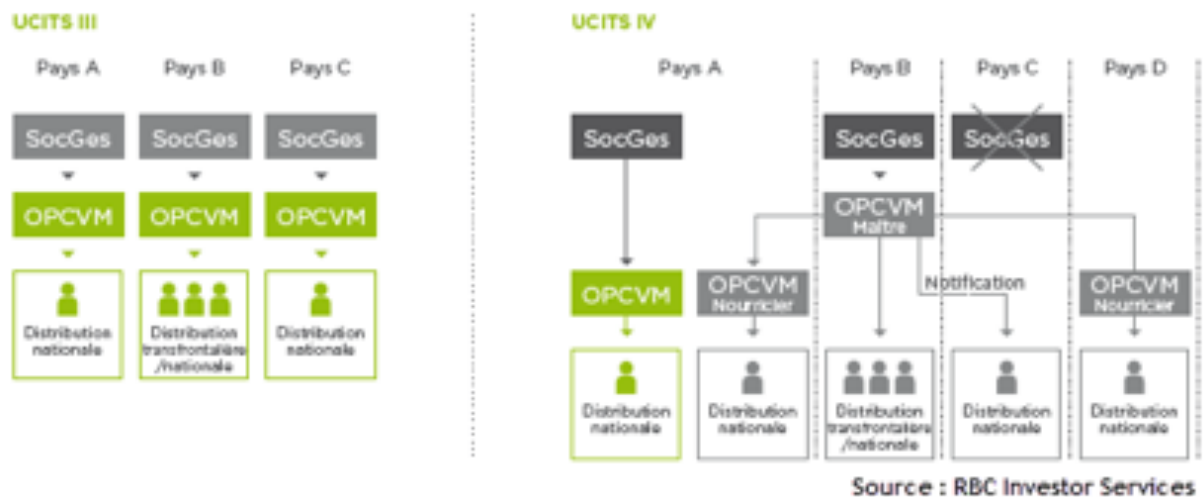 UCITS III
UCITS IV
Pays A
Pays B
Pays C
Pays A
Pays B
Pays C
Pays D
SocGes
SocGes
SocGes
SocGes
SocGes
SocGes
OPCVM
OPCVM
OPCVM
OPCVM
Maître
Notification
OPCVM
OPCVM
Nourricier
OPCVM
Nourricier
Distribution
nationale
Distribution
transfrontalière
/nationale
Distribution
nationale
Distribution
nationale
Distribution
nationale
Distribution
transfrontalière
/nationale
Distribution
nationale
Distribution
nationale
Source : RBC Investor Services